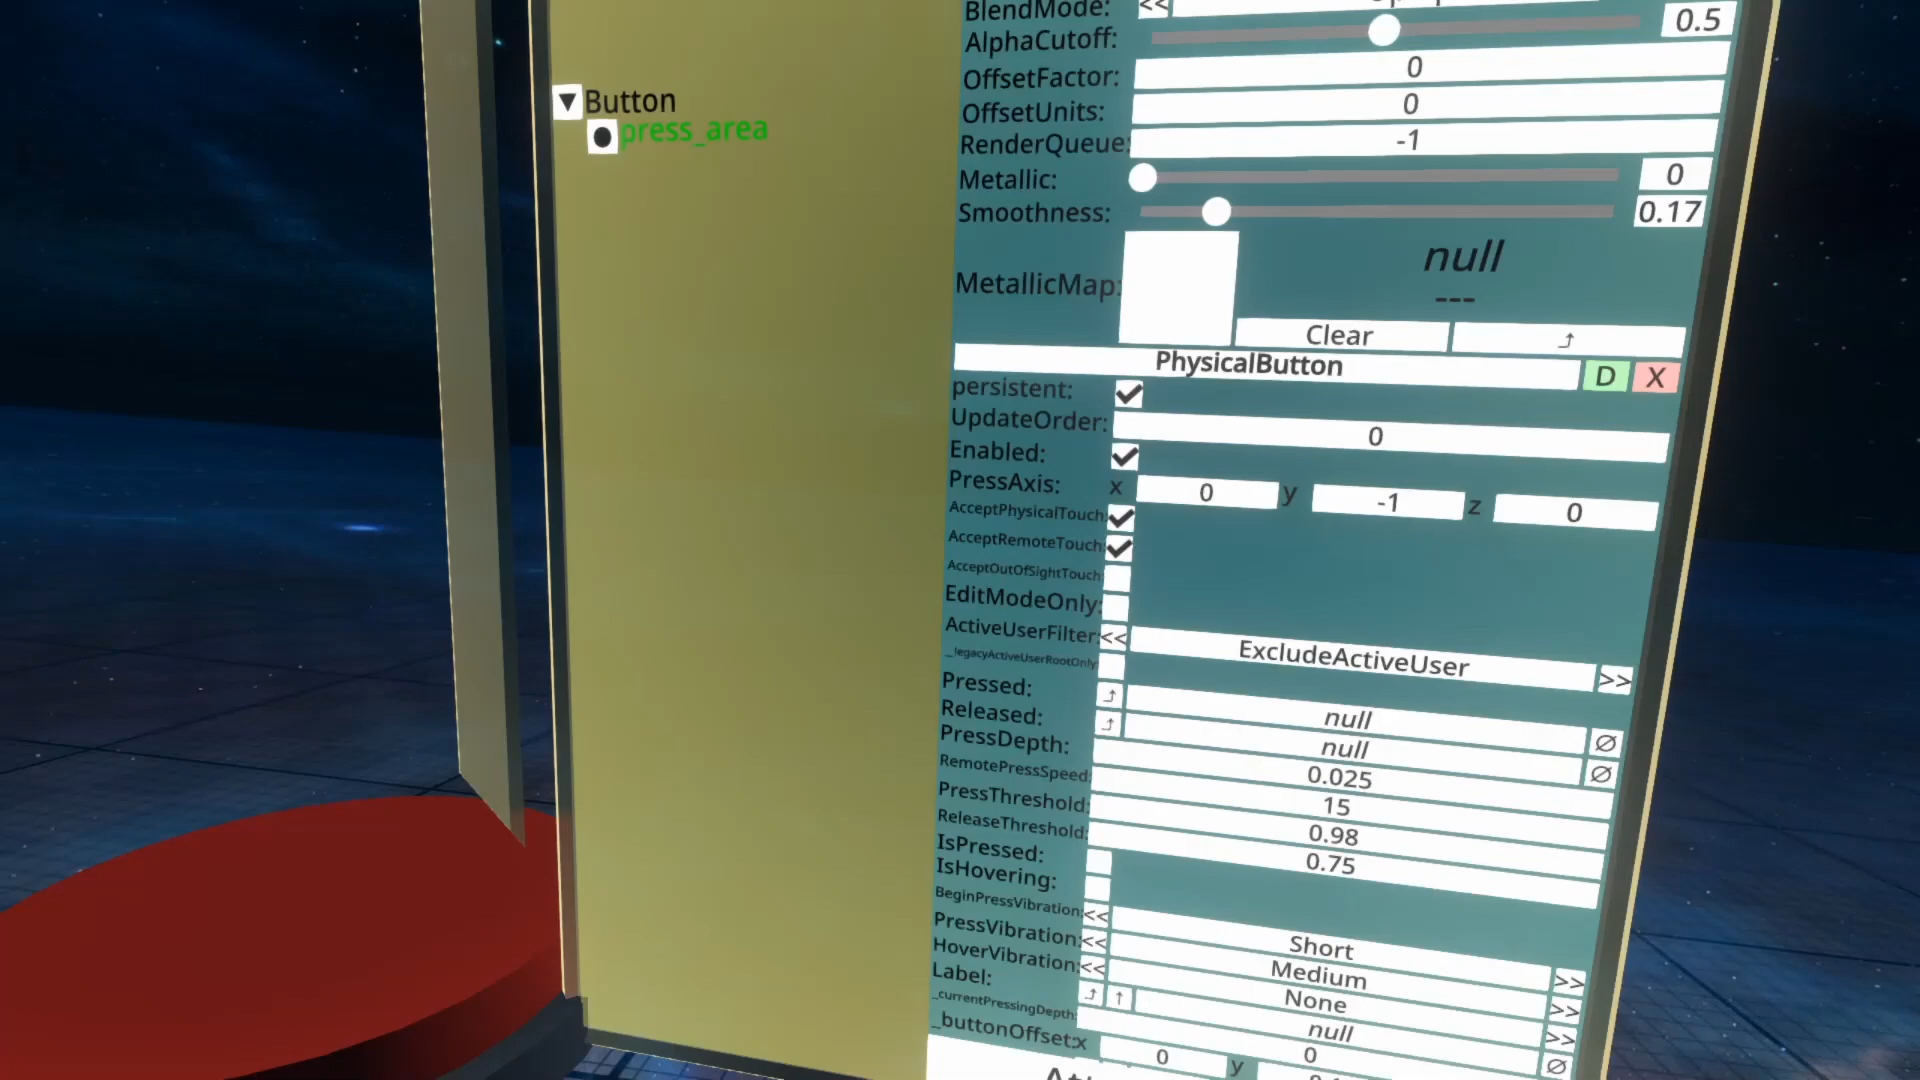 BlendMode: <<
AlphaCutoff: 0.5
OffsetFactor: 0
OffsetUnits: 0
RenderQueue: -1
Metallic: 0
Smoothness: 0.17
MetallicMap: null
---
Clear ⤴
PhysicalButton D X
persistent:
UpdateOrder: 0
Enabled:
PressAxis: x 0 y -1 z 0
AcceptPhysicalTouch:
AcceptRemoteTouch:
AcceptOutOfSightTouch:
EditModeOnly:
ActiveUserFilter: << ExcludeActiveUser >>
_legacyActiveUserRootOnly:
Pressed: ⤴ null ∅
Released: ⤴ null ∅
PressDepth: 0.025
RemotePressSpeed: 15
PressThreshold: 0.98
ReleaseThreshold: 0.75
IsPressed:
IsHovering:
BeginPressVibration: << Short >>
PressVibration: << Medium >>
HoverVibration: << None >>
Label: ⤴ ↑ null ∅
_currentPressingDepth: 0
_buttonOffset: x 0 y
Button
press_area